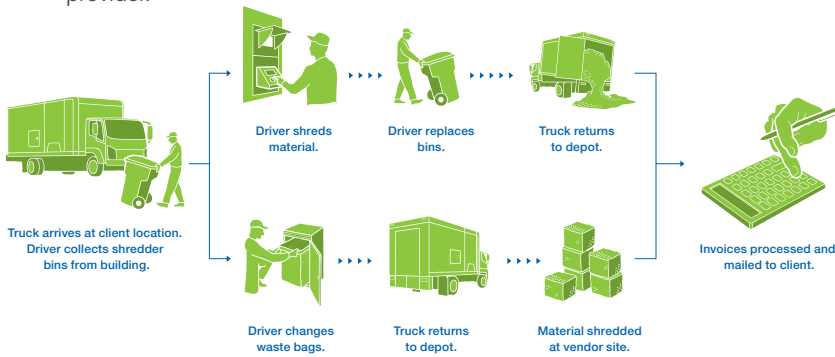 provider.
Driver shreds
material.
Driver replaces
bins.
Truck returns
to depot.
Truck arrives at client location.
Driver collects shredder
bins from building.
Invoices processed and
mailed to client.
Driver changes
waste bags.
Truck returns
to depot.
Material shredded
at vendor site.